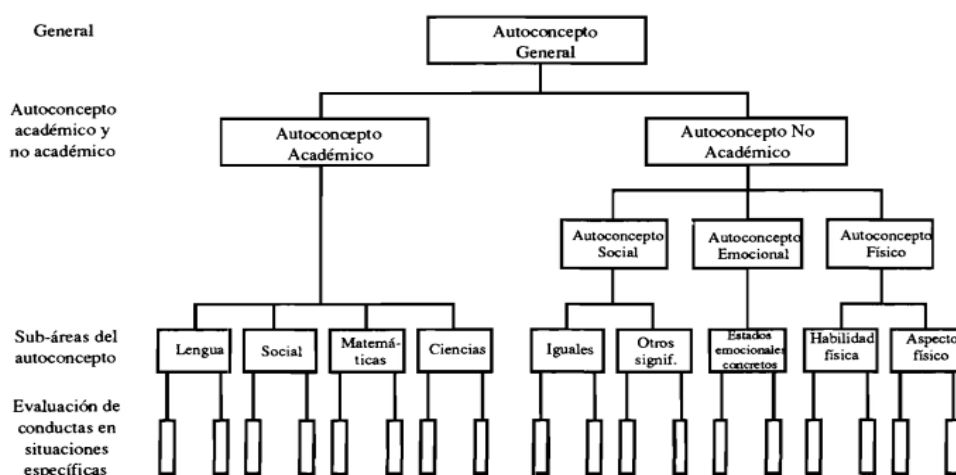 General
Autoconcepto
General
Autoconcepto
académico y
no académico
Autoconcepto
Académico
Autoconcepto No
Académico
Autoconcepto
Social
Autoconcepto
Emocional
Autoconcepto
Físico
Sub-áreas del
autoconcepto
Lengua
Social
Matemá-
ticas
Ciencias
Iguales
Otros
signif.
Estados
emocionales
concretos
Habilidad
física
Aspecto
físico
Evaluación de
conductas en
situaciones
específicas